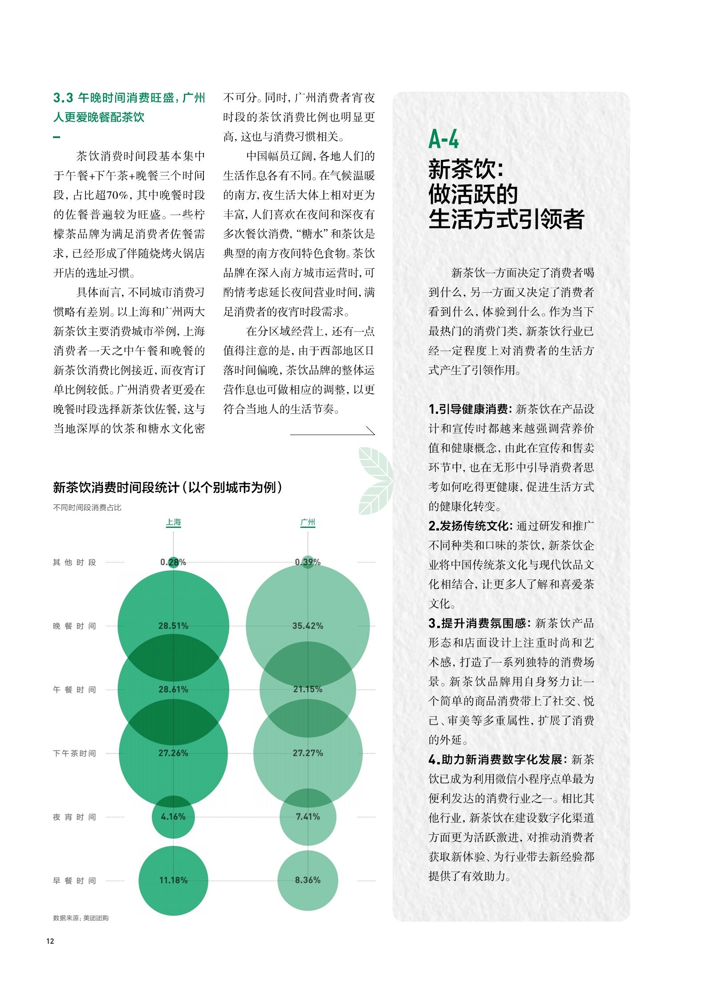 3.3 午晚时间消费旺盛，广州
人更爱晚餐配茶饮
茶饮消费时间段基本集中
于午餐+下午茶+晚餐三个时间
段，占比超70%，其中晚餐时段
的佐餐普遍较为旺盛。一些柠
檬茶品牌为满足消费者佐餐需
求，已经形成了伴随烧烤火锅店
开店的选址习惯。
具体而言，不同城市消费习
惯略有差别。以上海和广州两大
新茶饮主要消费城市举例，上海
消费者一天之中午餐和晚餐的
新茶饮消费比例接近，而夜宵订
单比例较低。广州消费者更爱在
晚餐时段选择新茶饮佐餐，这与
当地深厚的饮茶和糖水文化密
不可分。同时，广州消费者宵夜
时段的茶饮消费比例也明显更
高，这也与消费习惯相关。
中国幅员辽阔，各地人们的
生活作息各有不同。在气候温暖
的南方，夜生活大体上相对更为
丰富，人们喜欢在夜间和深夜有
多次餐饮消费，“糖水”和茶饮是
典型的南方夜间特色食物。茶饮
品牌在深入南方城市运营时，可
酌情考虑延长夜间营业时间，满
足消费者的夜宵时段需求。
在分区域经营上，还有一点
值得注意的是，由于西部地区日
落时间偏晚，茶饮品牌的整体运
营作息也可做相应的调整，以更
符合当地人的生活节奏。
新茶饮消费时间段统计（以个别城市为例）
不同时间段消费占比
上海 广州
其他时段 0.28% 0.39%
晚餐时间 28.51% 35.42%
午餐时间 28.61% 21.15%
下午茶时间 27.26% 27.27%
夜宵时间 4.16% 7.41%
早餐时间 11.18% 8.36%
数据来源：美团团购
12
A-4
新茶饮：
做活跃的
生活方式引领者
新茶饮一方面决定了消费者喝
到什么，另一方面又决定了消费者
看到什么，体验到什么。作为当下
最热门的消费门类，新茶饮行业已
经一定程度上对消费者的生活方
式产生了引领作用。
1.引导健康消费：新茶饮在产品设
计和宣传时都越来越强调营养价
值和健康概念，由此在宣传和售卖
环节中，也在无形中引导消费者思
考如何吃得更健康，促进生活方式
的健康化转变。
2.发扬传统文化：通过研发和推广
不同种类和口味的茶饮，新茶饮企
业将中国传统茶文化与现代饮品文
化相结合，让更多人了解和喜爱茶
文化。
3.提升消费氛围感：新茶饮产品
形态和店面设计上注重时尚和艺
术感，打造了一系列独特的消费场
景。新茶饮品牌用自身努力让一
个简单的商品消费带上了社交、悦
己、审美等多重属性，扩展了消费
的外延。
4.助力新消费数字化发展：新茶
饮已成为利用微信小程序点单最为
便利发达的消费行业之一。相比其
他行业，新茶饮在建设数字化渠道
方面更为活跃激进，对推动消费者
获取新体验、为行业带去新经验都
提供了有效助力。